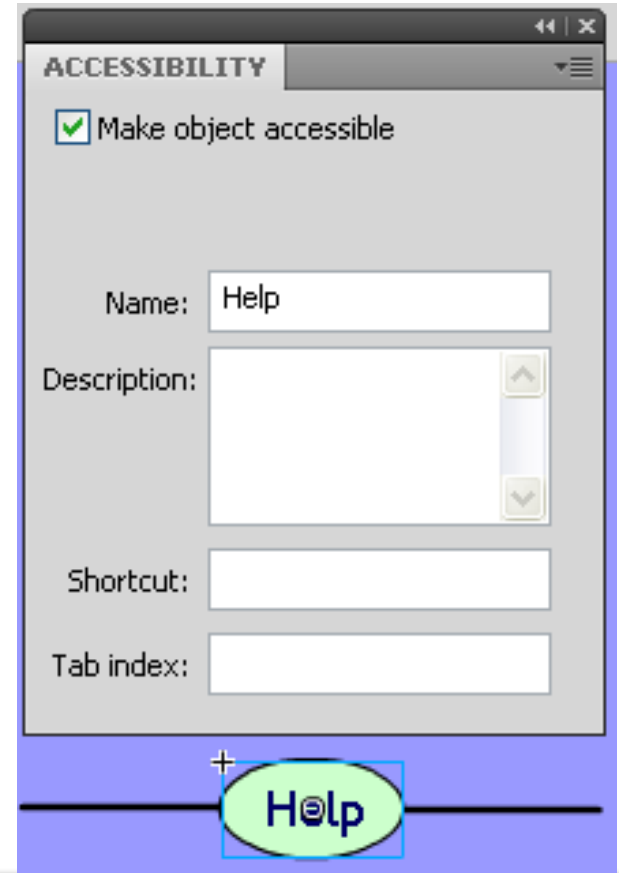 ACCESSIBILITY
Make object accessible
Name: Help
Description:
Shortcut:
Tab index:
Help